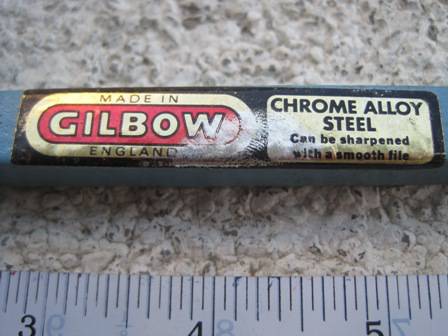 MADE IN
GILBOW
ENGLAND
CHROME ALLOY
STEEL
Can be sharpened
with a smooth file
3
4
5